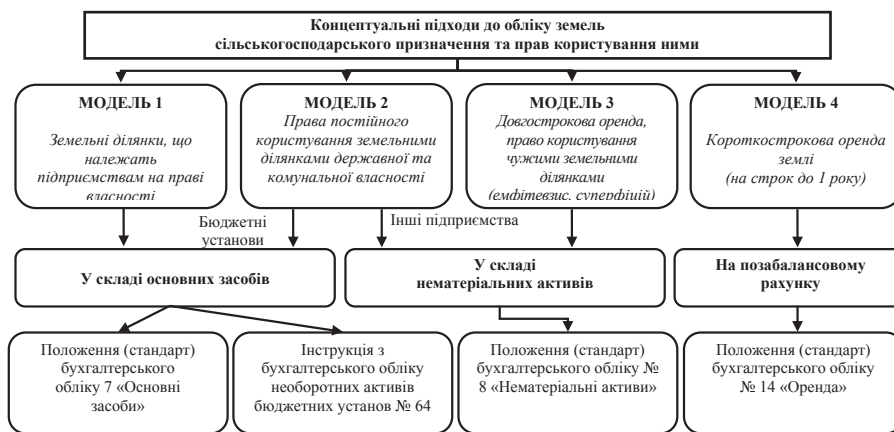 Концептуальні підходи до обліку земель
сільськогосподарського призначення та прав користування ними
МОДЕЛЬ 1
Земельні ділянки, що
належать
підприємствам на праві
власності
МОДЕЛЬ 2
Права постійного
користування земельними
ділянками державної та
комунальної власності
МОДЕЛЬ 3
Довгострокова оренда,
право користування
чужими земельними
ділянками
(емфітевзис, суперфіцій)
МОДЕЛЬ 4
Короткострокова оренда
землі
(на строк до 1 року)
Бюджетні
установи
Інші підприємства
У складі основних засобів
У складі
нематеріальних активів
На позабалансовому
рахунку
Положення (стандарт)
бухгалтерського
обліку 7 «Основні
засоби»
Інструкція з
бухгалтерського обліку
необоротних активів
бюджетних установ № 64
Положення (стандарт)
бухгалтерського обліку №
8 «Нематеріальні активи»
Положення (стандарт)
бухгалтерського обліку
№ 14 «Оренда»